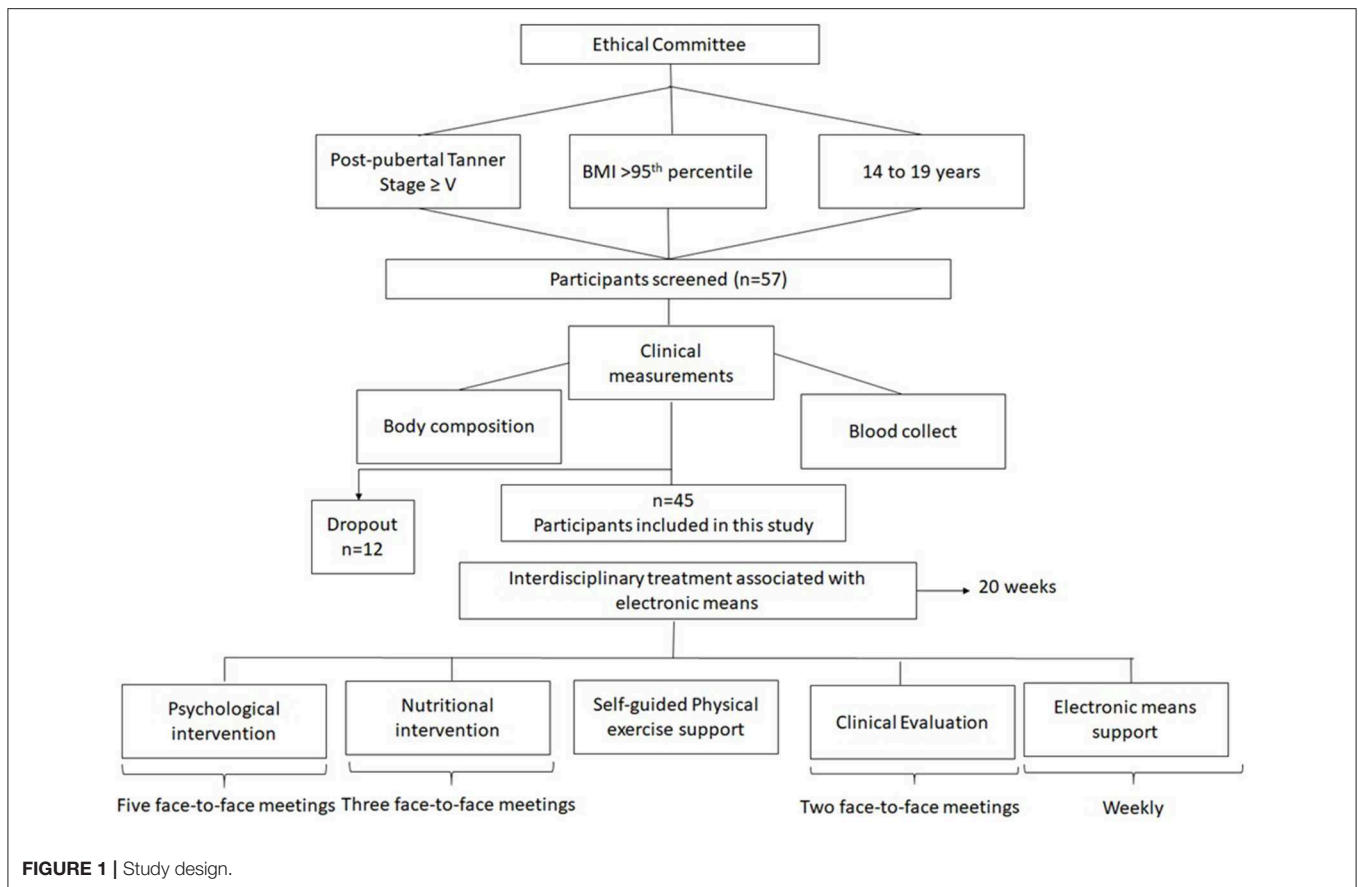 Ethical Committee
Post-pubertal Tanner
Stage ≥ V
BMI >95th percentile
14 to 19 years
Participants screened (n=57)
Clinical
measurements
Body composition
Blood collect
Dropout
n=12
n=45
Participants included in this study
Interdisciplinary treatment associated with
electronic means
20 weeks
Psychological
intervention
Nutritional
intervention
Self-guided Physical
exercise support
Clinical Evaluation
Electronic means
support
Five face-to-face meetings
Three face-to-face meetings
Two face-to-face meetings
Weekly
FIGURE 1 | Study design.